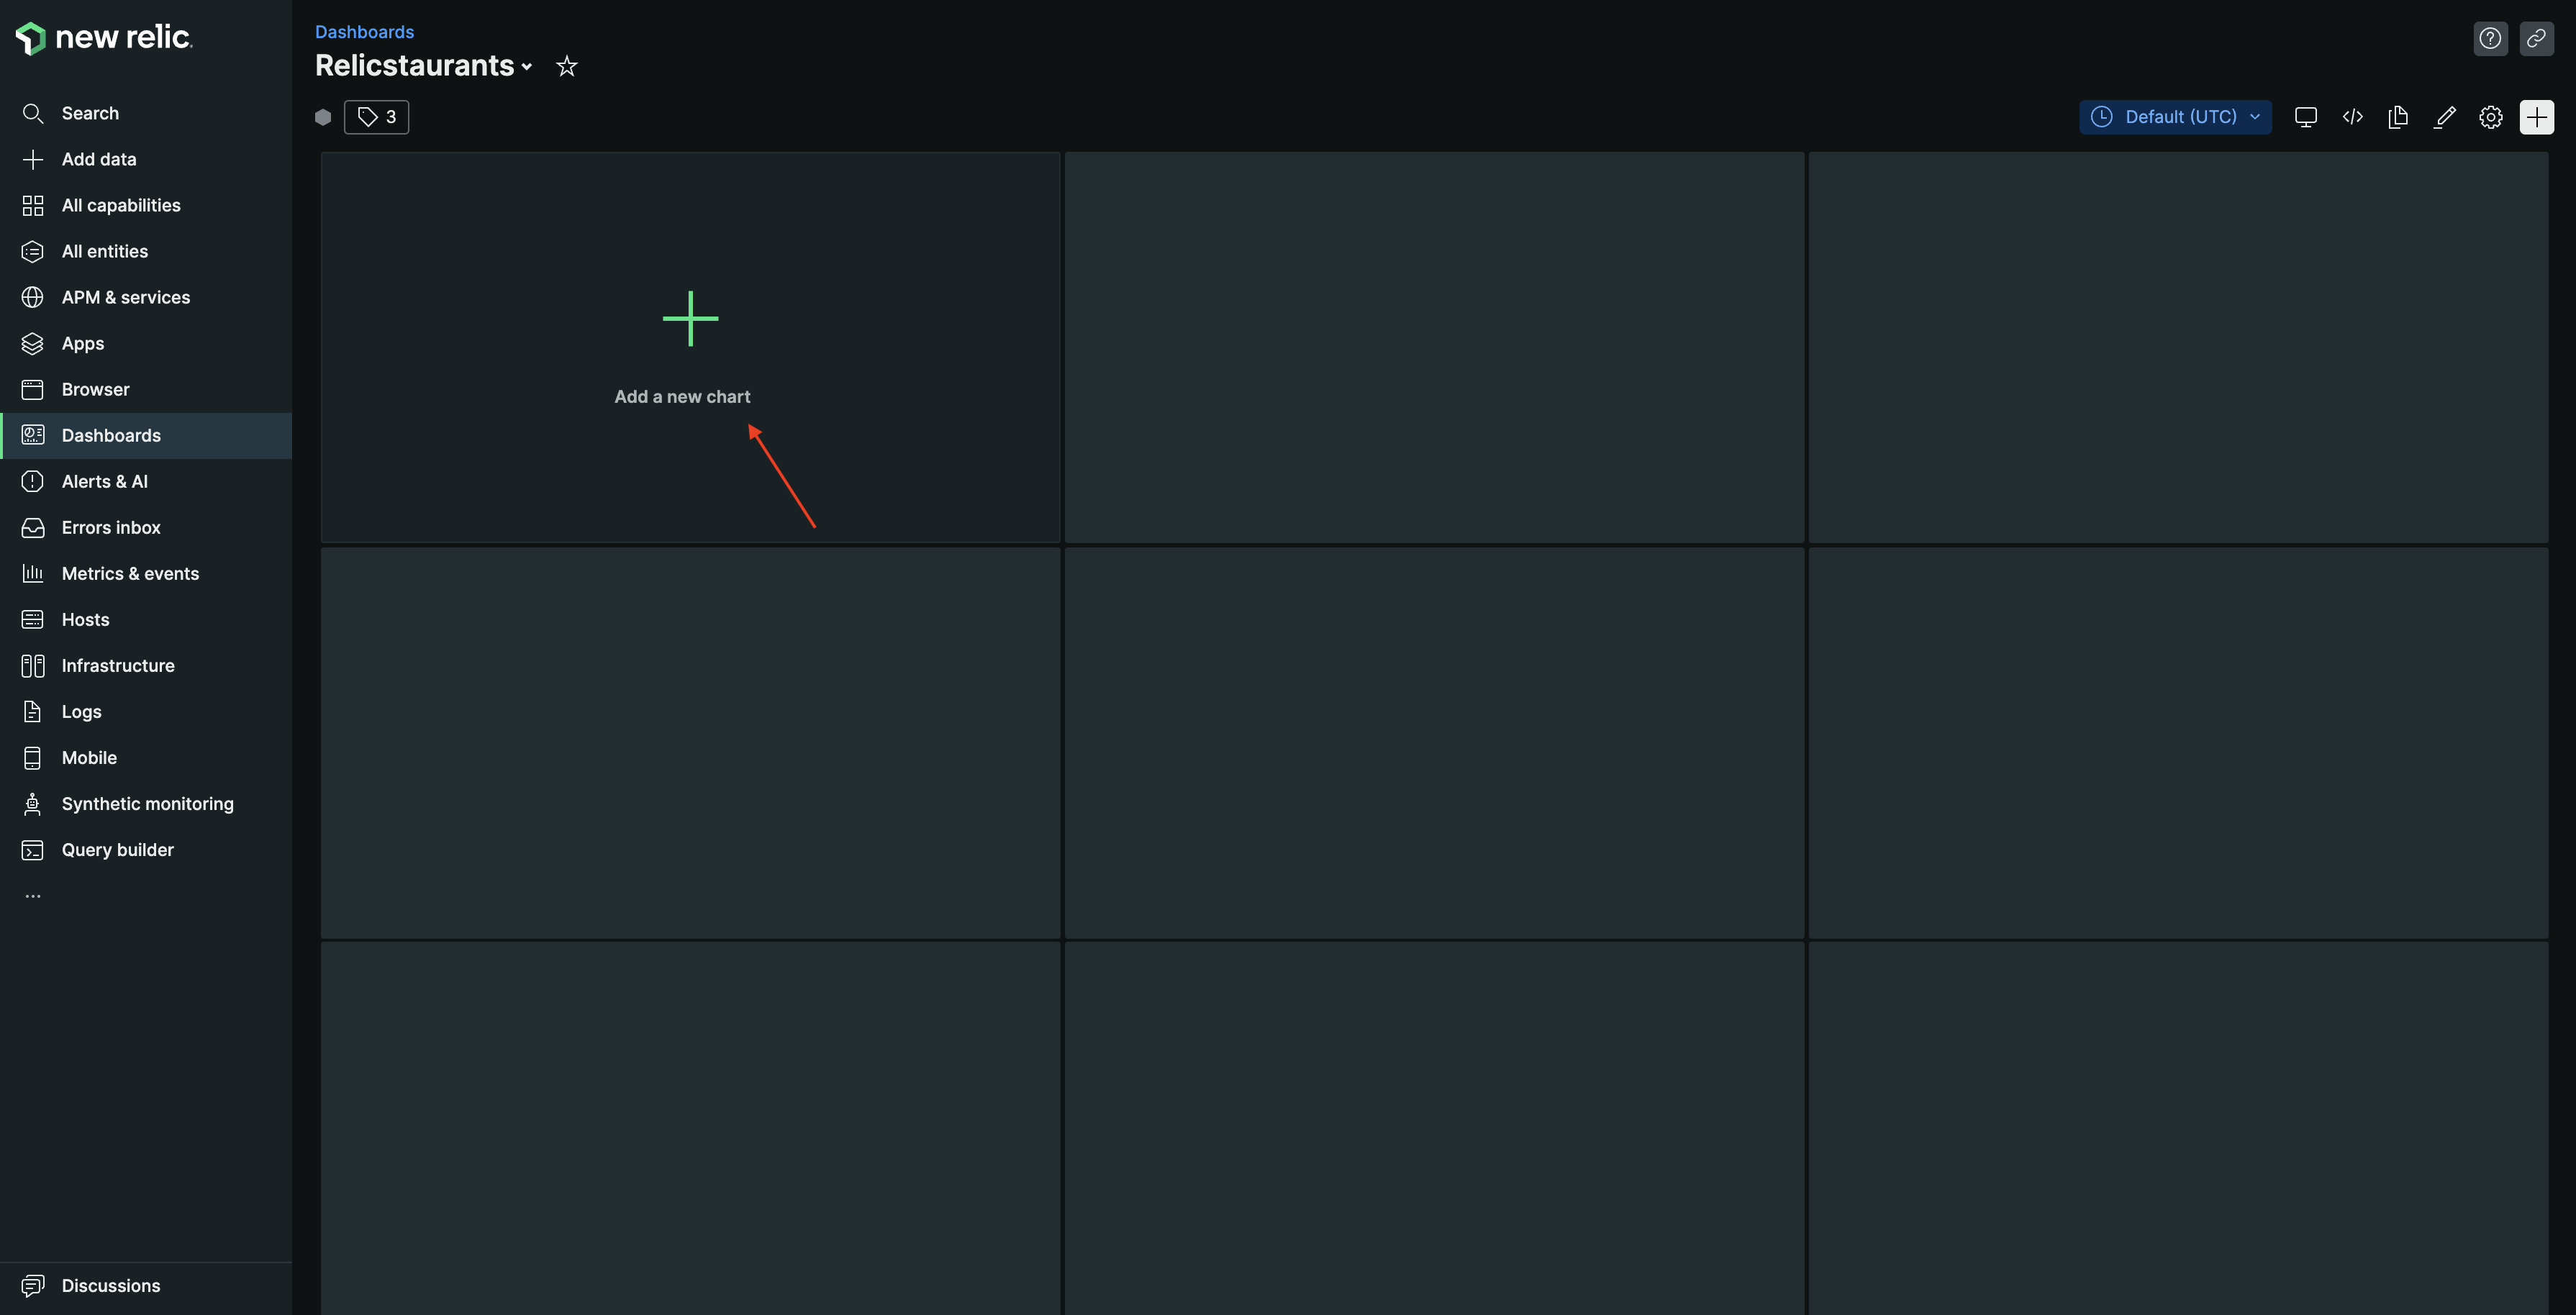 new relic.
Search
Add data
All capabilities
All entities
APM & services
Apps
Browser
Dashboards
Alerts & AI
Errors inbox
Metrics & events
Hosts
Infrastructure
Logs
Mobile
Synthetic monitoring
Query builder
...
Discussions
Dashboards
Relicstaurants
3
Default (UTC)
Add a new chart